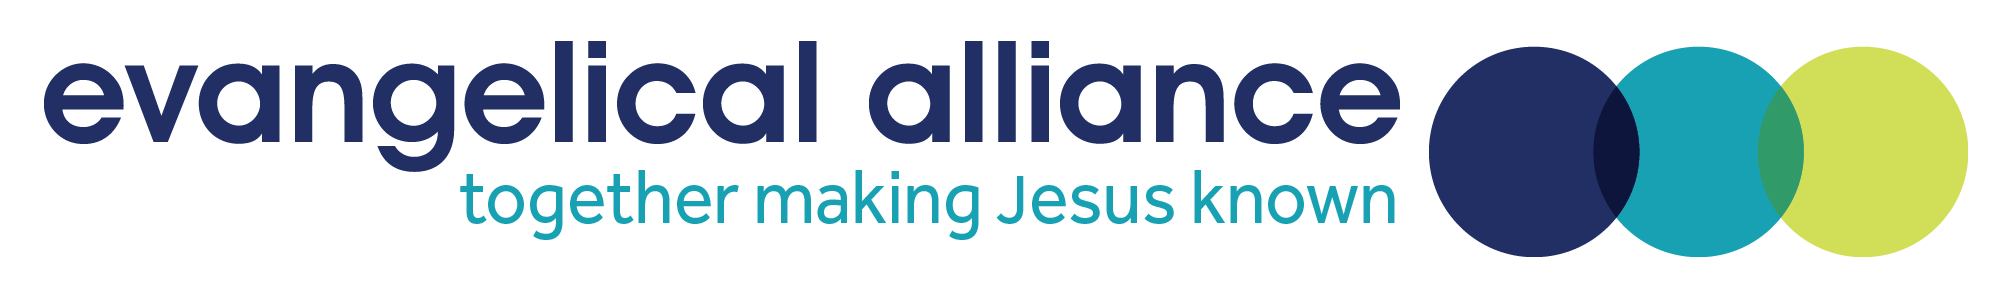 evangelical alliance
together making Jesus known